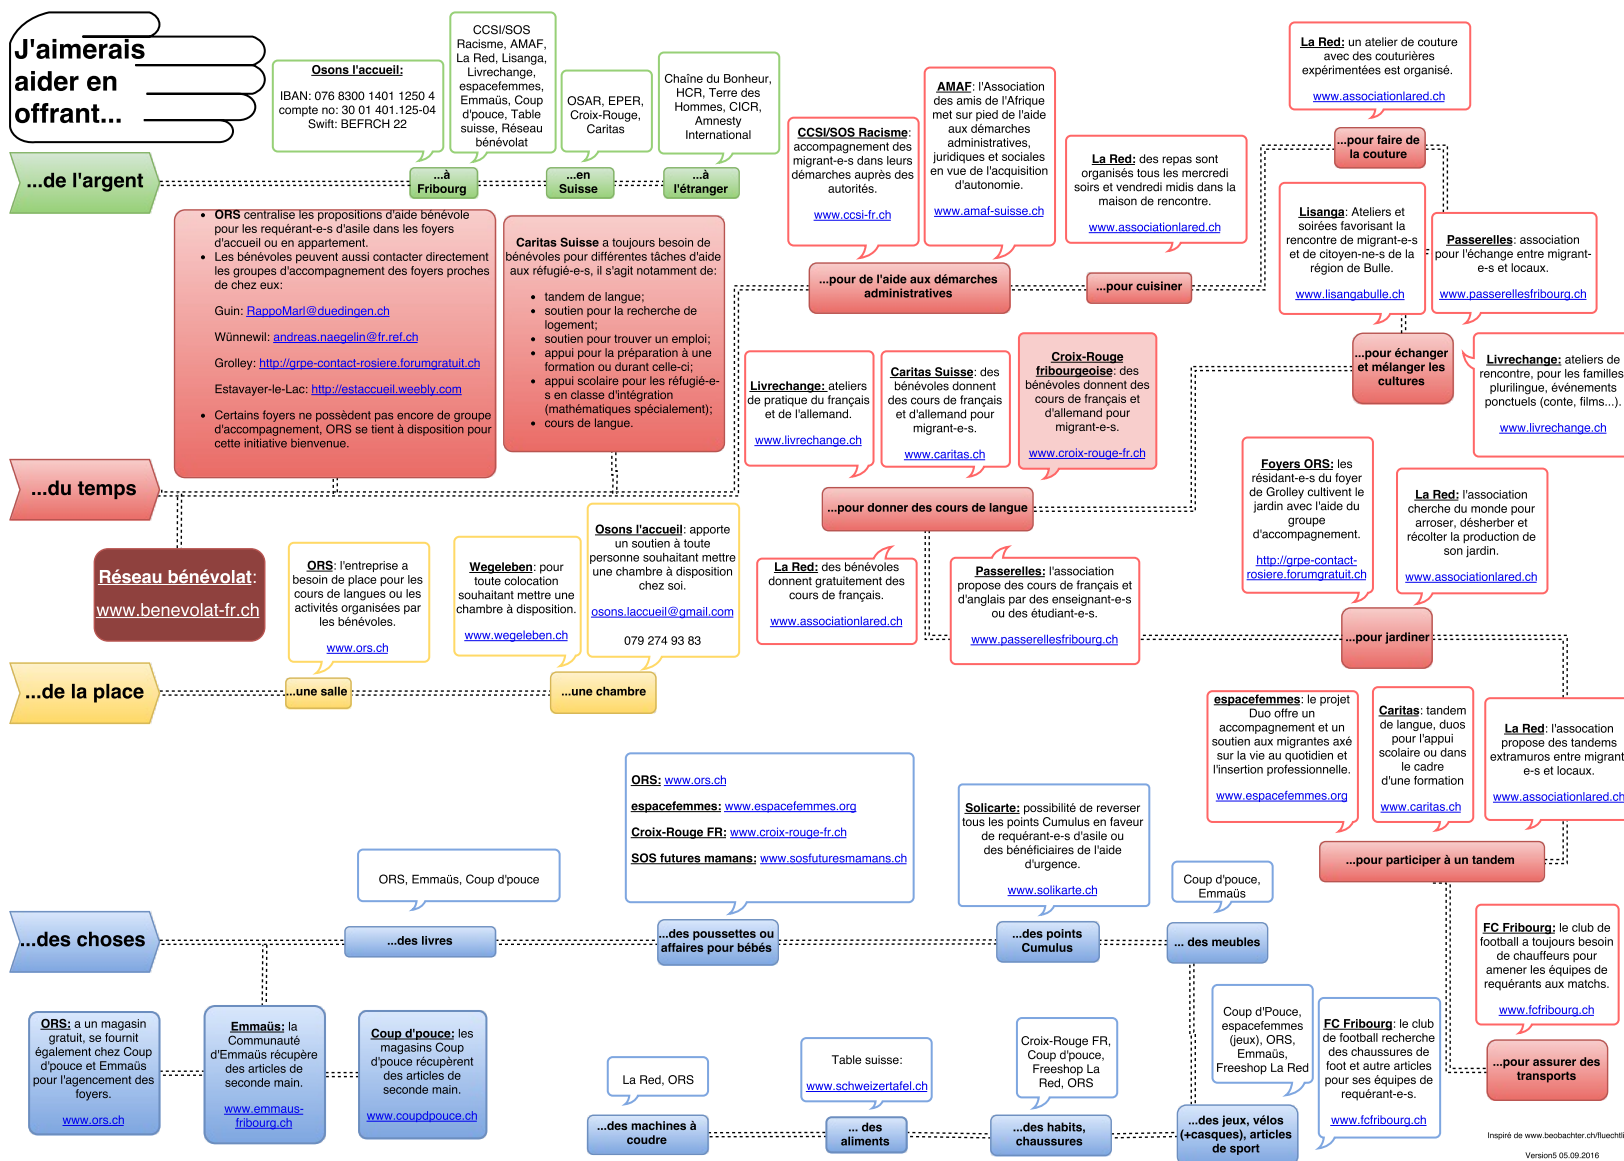 J'aimerais
aider en
offrant...
...de l'argent
Osons l'accueil:
IBAN: 076 8300 1401 1250 4
compte no: 30 01 401.125-04
Swift: BEFRCH 22
CCSI/SOS
Racisme, AMAF,
La Red, Lisanga,
Livrechange,
espacefemmes,
Emmaüs, Coup
d'pouce, Table
suisse, Réseau
bénévolat
...à
Fribourg
OSAR, EPER,
Croix-Rouge,
Caritas
...en
Suisse
Chaîne du Bonheur,
HCR, Terre des
Hommes, CICR,
Amnesty
International
...à
l'étranger
...du temps
• ORS centralise les propositions d'aide bénévole
pour les requérant-e-s d'asile dans les foyers
d'accueil ou en appartement.
• Les bénévoles peuvent aussi contacter directement
les groupes d'accompagnement des foyers proches
de chez eux:
Guin: RappoMarl@duedingen.ch
Wünnewil: andreas.naegelin@fr.ref.ch
Grolley: http://grpe-contact-rosiere.forumgratuit.ch
Estavayer-le-Lac: http://estaccueil.weebly.com
• Certains foyers ne possèdent pas encore de groupe
d'accompagnement, ORS se tient à disposition pour
cette initiative bienvenue.
Caritas Suisse a toujours besoin de
bénévoles pour différentes tâches d'aide
aux réfugié-e-s, il s'agit notamment de:
• tandem de langue;
• soutien pour la recherche de
logement;
• soutien pour trouver un emploi;
• appui pour la préparation à une
formation ou durant celle-ci;
• appui scolaire pour les réfugié-e-
s en classe d'intégration
(mathématiques spécialement);
• cours de langue.
Réseau bénévolat:
www.benevolat-fr.ch
CCSI/SOS Racisme:
accompagnement des
migrant-e-s dans leurs
démarches auprès des
autorités.
www.ccsi-fr.ch
AMAF: l'Association
des amis de l'Afrique
met sur pied de l'aide
aux démarches
administratives,
juridiques et sociales
en vue de l'acquisition
d'autonomie.
www.amaf-suisse.ch
...pour de l'aide aux démarches
administratives
La Red: des repas sont
organisés tous les mercredi
soirs et vendredi midis dans la
maison de rencontre.
www.associationlared.ch
...pour cuisiner
La Red: un atelier de couture
avec des couturières
expérimentées est organisé.
www.associationlared.ch
...pour faire de
la couture
Lisanga: Ateliers et
soirées favorisant la
rencontre de migrant-e-s
et de citoyen-ne-s de la
région de Bulle.
www.lisangabulle.ch
Passerelles: association
pour l'échange entre migrant-
e-s et locaux.
www.passerellesfribourg.ch
...pour échanger
et mélanger les
cultures
Livrechange: ateliers de
rencontre, pour les familles
plurilingue, événements
ponctuels (conte, films...).
www.livrechange.ch
Livrechange: ateliers
de pratique du français
et de l'allemand.
www.livrechange.ch
Caritas Suisse: des
bénévoles donnent
des cours de français
et d'allemand pour
migrant-e-s.
www.caritas.ch
Croix-Rouge
fribourgeoise: des
bénévoles donnent des
cours de français et
d'allemand pour
migrant-e-s.
www.croix-rouge-fr.ch
...pour donner des cours de langue
La Red: des bénévoles
donnent gratuitement des
cours de français.
www.associationlared.ch
Passerelles: l'association
propose des cours de français et
d'anglais par des enseignant-e-s
ou des étudiant-e-s.
www.passerellesfribourg.ch
Foyers ORS: les
résidant-e-s du foyer
de Grolley cultivent le
jardin avec l'aide du
groupe
d'accompagnement.
http://grpe-contact-
rosiere.forumgratuit.ch
La Red: l'association
cherche du monde pour
arroser, désherber et
récolter la production de
son jardin.
www.associationlared.ch
...pour jardiner
espacefemmes: le projet
Duo offre un
accompagnement et un
soutien aux migrantes axé
sur la vie au quotidien et
l'insertion professionnelle.
www.espacefemmes.org
Caritas: tandem
de langue, duos
pour l'appui
scolaire ou dans
le cadre
d'une formation
www.caritas.ch
La Red: l'assocation
propose des tandems
extramuros entre migrant
e-s et locaux.
www.associationlared.ch
...pour participer à un tandem
FC Fribourg: le club de
football a toujours besoin
de chauffeurs pour
amener les équipes de
requérants aux matchs.
www.fcfribourg.ch
...pour assurer des
transports
...de la place
ORS: l'entreprise a
besoin de place pour les
cours de langues ou les
activités organisées par
les bénévoles.
www.ors.ch
...une salle
Wegeleben: pour
toute colocation
souhaitant mettre une
chambre à disposition.
www.wegeleben.ch
Osons l'accueil: apporte
un soutien à toute
personne souhaitant mettre
une chambre à disposition
chez soi.
osons.laccueil@gmail.com
079 274 93 83
...une chambre
...des choses
ORS, Emmaüs, Coup d'pouce
...des livres
ORS: www.ors.ch
espacefemmes: www.espacefemmes.org
Croix-Rouge FR: www.croix-rouge-fr.ch
SOS futures mamans: www.sosfuturesmamans.ch
...des poussettes ou
affaires pour bébés
Solicarte: possibilité de reverser
tous les points Cumulus en faveur
de requérant-e-s d'asile ou
des bénéficiaires de l'aide
d'urgence.
www.solikarte.ch
...des points
Cumulus
Coup d'pouce,
Emmaüs
... des meubles
ORS: a un magasin
gratuit, se fournit
également chez Coup
d'pouce et Emmaüs
pour l'agencement des
foyers.
www.ors.ch
Emmaüs: la
Communauté
d'Emmaüs récupère
des articles de
seconde main.
www.emmaus-
fribourg.ch
Coup d'pouce: les
magasins Coup
d'pouce récupèrent
des articles de
seconde main.
www.coupdpouce.ch
La Red, ORS
...des machines à
coudre
Table suisse:
www.schweizertafel.ch
... des
aliments
Croix-Rouge FR,
Coup d'pouce,
Freeshop La
Red, ORS
...des habits,
chaussures
Coup d'Pouce,
espacefemmes
(jeux), ORS,
Emmaüs,
Freeshop La Red
...des jeux, vélos
(+casques), articles
de sport
FC Fribourg: le club
de football recherche
des chaussures de
foot et autre articles
pour ses équipes de
requérant-e-s.
www.fcfribourg.ch
Inspiré de www.beobachter.ch/fluechtli
Version5 05.09.2016